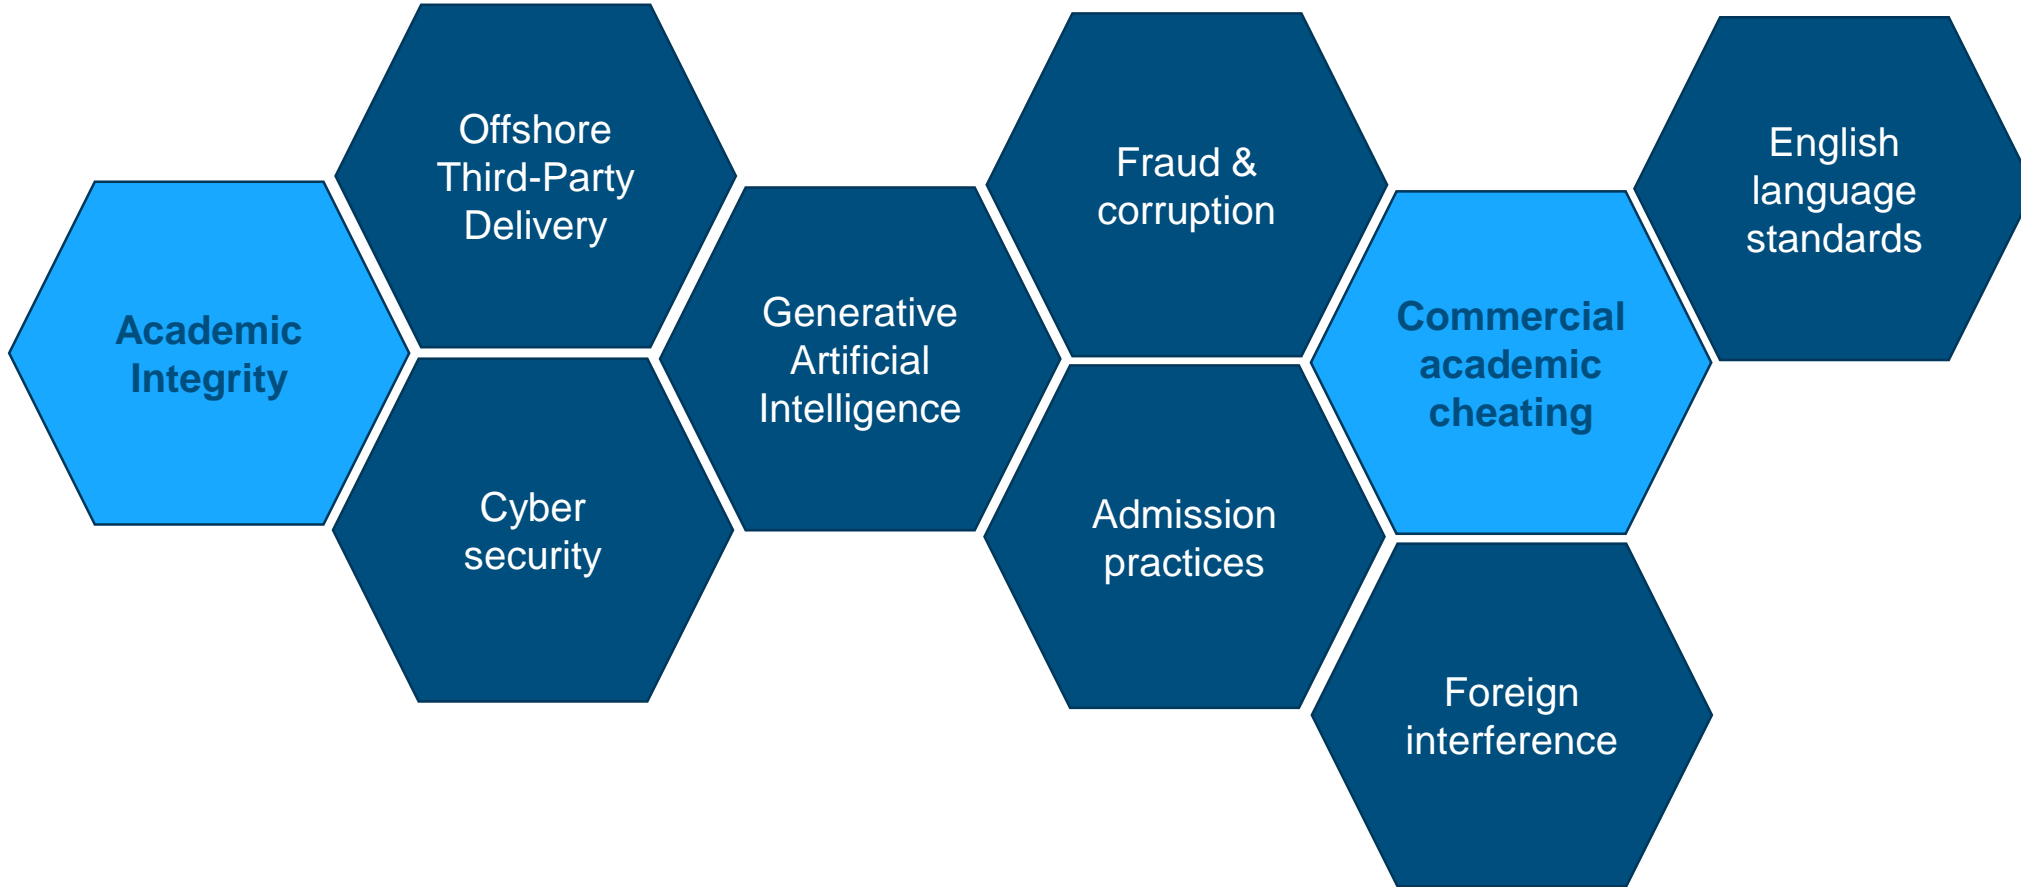 Academic
Integrity
Offshore
Third-Party
Delivery
Cyber
security
Generative
Artificial
Intelligence
Fraud &
corruption
Admission
practices
Commercial
academic
cheating
Foreign
interference
English
language
standards